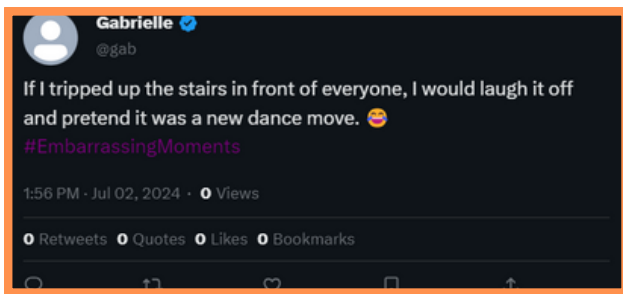 Gabrielle
@gab
If I tripped up the stairs in front of everyone, I would laugh it off
and pretend it was a new dance move. 😂
#EmbarrassingMoments
1:56 PM · Jul 02, 2024 · 0 Views
0 Retweets 0 Quotes 0 Likes 0 Bookmarks